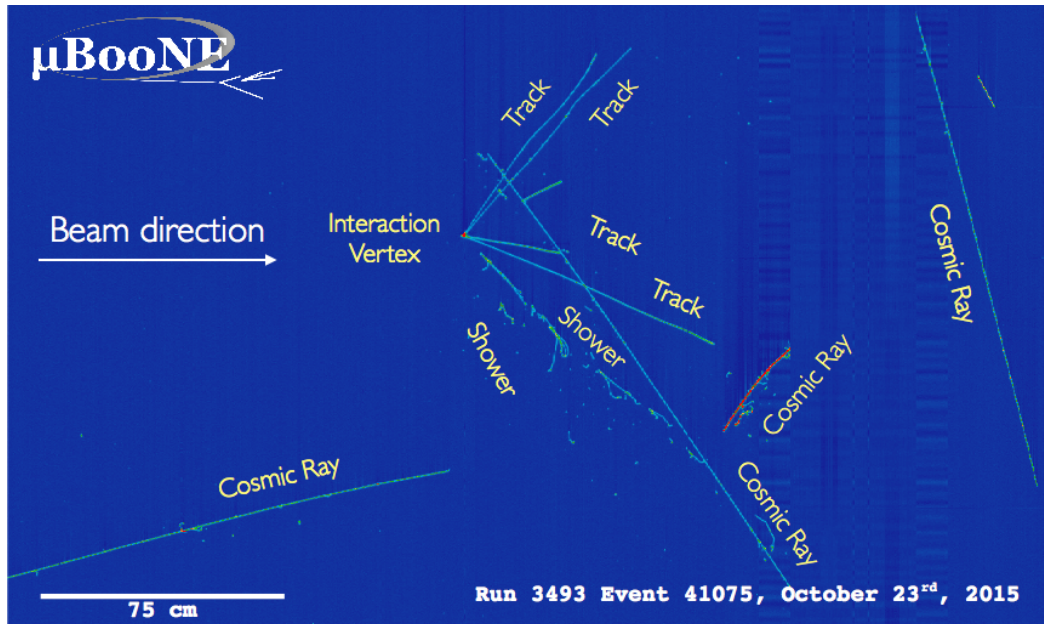 µBooNE
Track
Track
Beam direction
Interaction
Vertex
Track
Track
Cosmic Ray
Shower
Shower
Cosmic Ray
Cosmic Ray
Cosmic Ray
75 cm
Run 3493 Event 41075, October 23rd, 2015